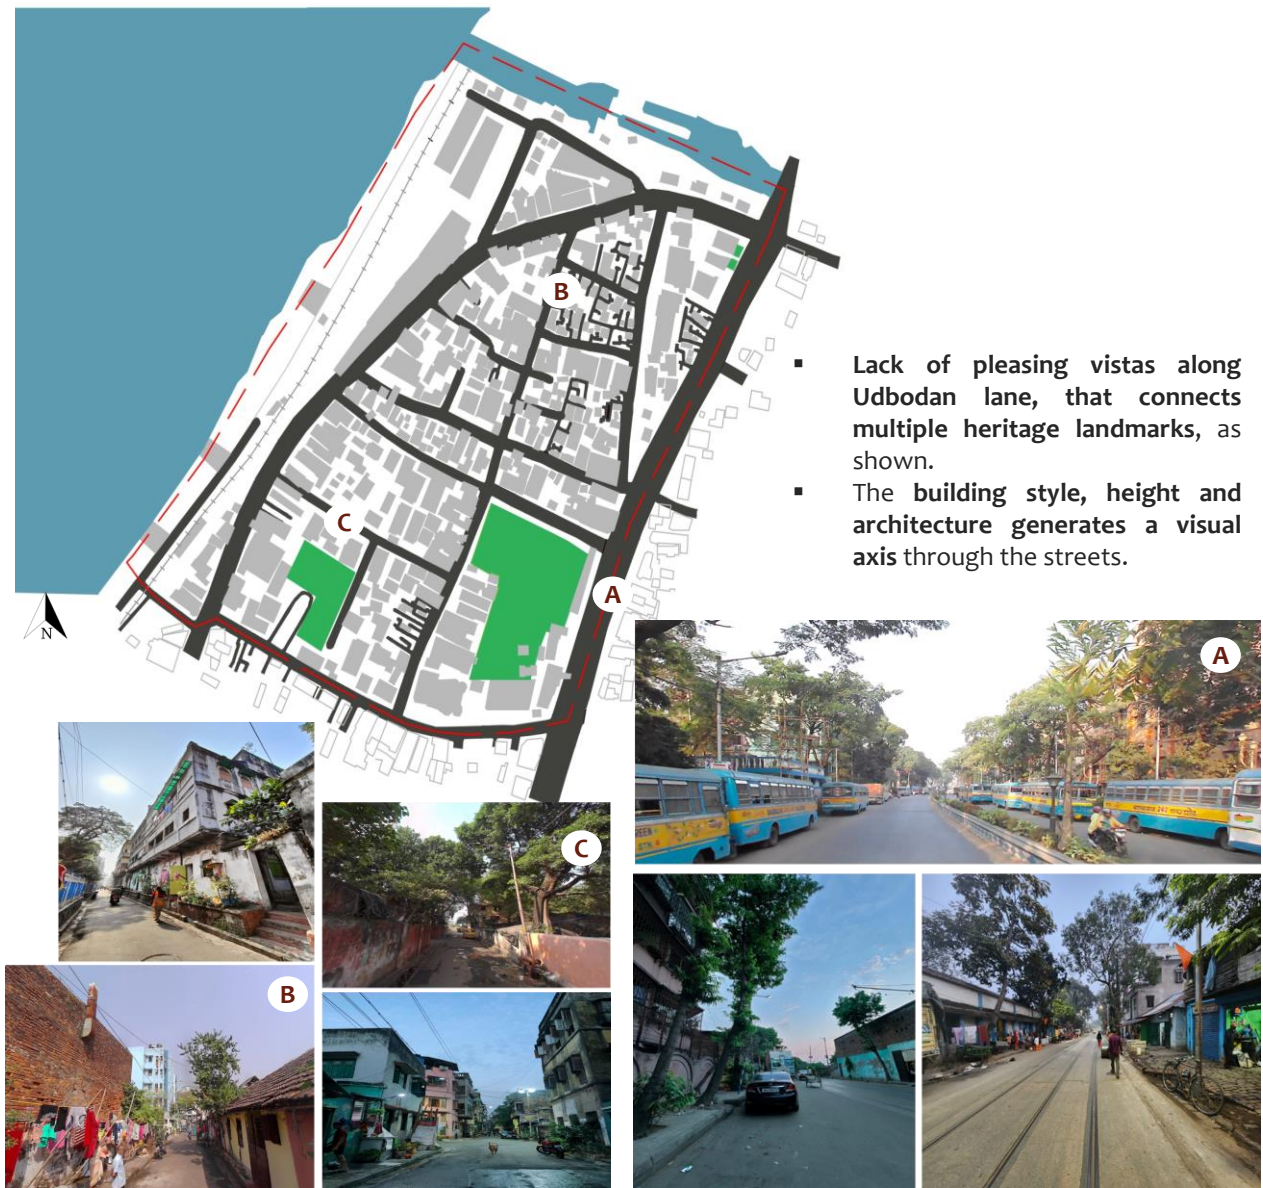 B
C
A
N
▪ Lack of pleasing vistas along
Udbodan lane, that connects
multiple heritage landmarks, as
shown.
▪ The building style, height and
architecture generates a visual
axis through the streets.
A
C
B